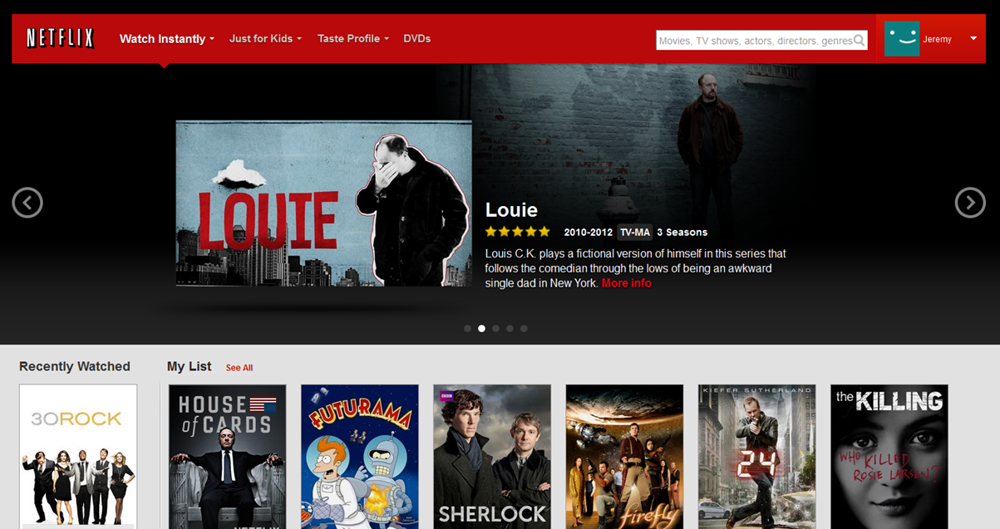 NETFLIX
Watch Instantly
Just for Kids
Taste Profile
DVDs
Movies, TV shows, actors, directors, genres
Jeremy
LOUIE
Louie
2010-2012 TV-MA 3 Seasons
Louis C.K. plays a fictional version of himself in this series that
follows the comedian through the lows of being an awkward
single dad in New York. More info
Recently Watched
My List
See All
30ROCK
HOUSE
of CARDS
NETFLIX
FUTURAMA
BBC
SHERLOCK
firefly
KIEFER SUTHERLAND
24
the KILLING
WHO KILLED
ROSIE LARSEN?